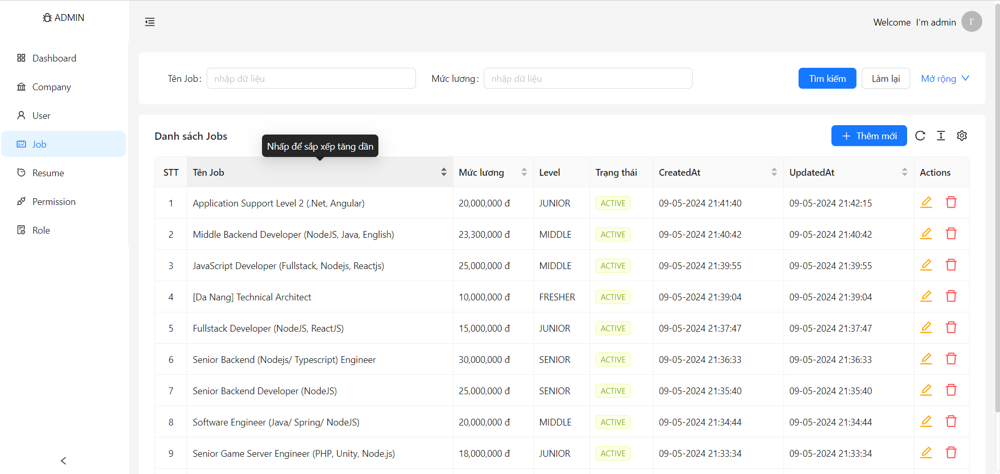 ADMIN
Welcome I'm admin I'
Dashboard
Company
User
Job
Resume
Permission
Role
Tên Job: nhập dữ liệu Mức lương: nhập dữ liệu Tìm kiếm Làm lại Mở rộng
Danh sách Jobs Thêm mới
Nhấp để sắp xếp tăng dần
STT Tên Job Mức lương Level Trạng thái CreatedAt UpdatedAt Actions
1 Application Support Level 2 (.Net, Angular) 20,000,000 đ JUNIOR ACTIVE 09-05-2024 21:41:40 09-05-2024 21:42:15
2 Middle Backend Developer (NodeJS, Java, English) 23,300,000 đ MIDDLE ACTIVE 09-05-2024 21:40:42 09-05-2024 21:40:42
3 JavaScript Developer (Fullstack, Nodejs, Reactjs) 25,000,000 đ MIDDLE ACTIVE 09-05-2024 21:39:55 09-05-2024 21:39:55
4 [Da Nang] Technical Architect 10,000,000 đ FRESHER ACTIVE 09-05-2024 21:39:04 09-05-2024 21:39:04
5 Fullstack Developer (NodeJS, ReactJS) 15,000,000 đ JUNIOR ACTIVE 09-05-2024 21:37:47 09-05-2024 21:37:47
6 Senior Backend (Nodejs/ Typescript) Engineer 30,000,000 đ SENIOR ACTIVE 09-05-2024 21:36:33 09-05-2024 21:36:33
7 Senior Backend Developer (NodeJS) 25,000,000 đ SENIOR ACTIVE 09-05-2024 21:35:40 09-05-2024 21:35:40
8 Software Engineer (Java/ Spring/ NodeJS) 20,000,000 đ MIDDLE ACTIVE 09-05-2024 21:34:44 09-05-2024 21:34:44
9 Senior Game Server Engineer (PHP, Unity, Node.js) 18,000,000 đ JUNIOR ACTIVE 09-05-2024 21:33:34 09-05-2024 21:33:34